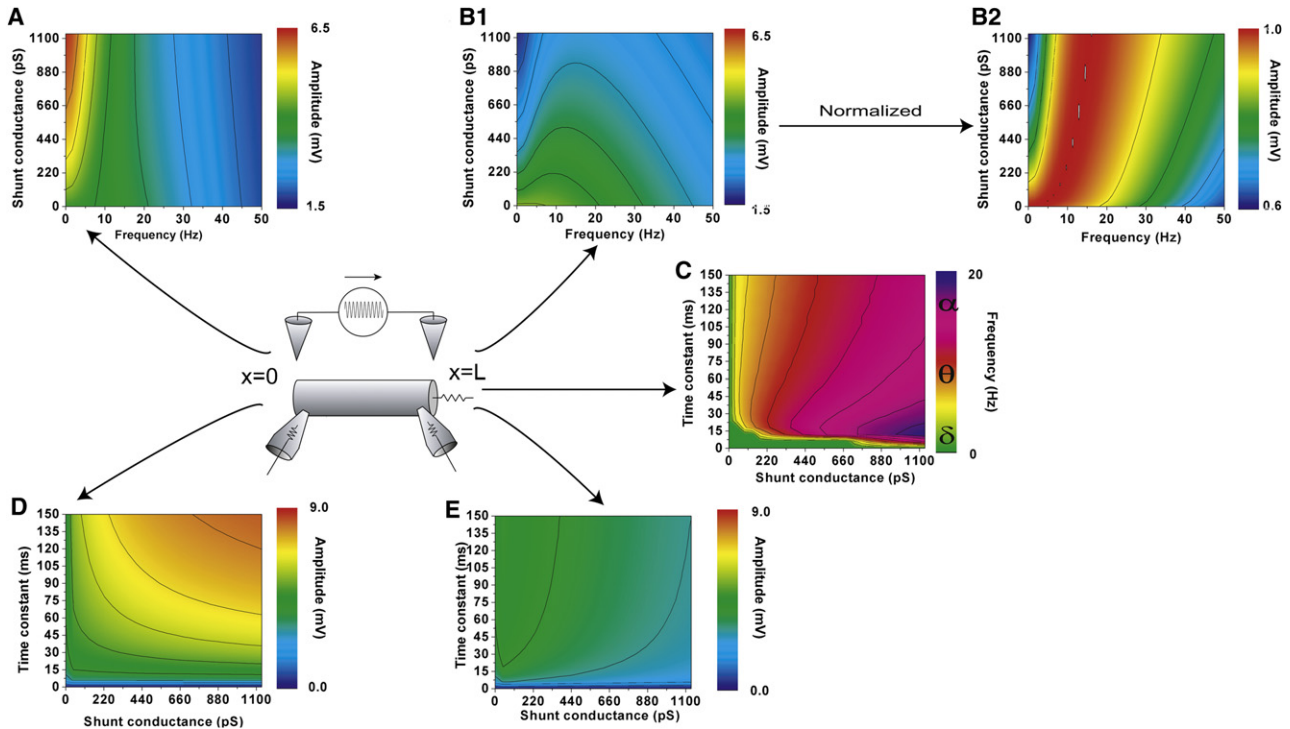 A
1100
880
660
440
220
0
Shunt conductance (pS)
0 10 20 30 40 50
Frequency (Hz)
6.5
Amplitude (mV)
1.5
B1
1100
880
660
440
220
0
Shunt conductance (pS)
0 10 20 30 40 50
Frequency (Hz)
6.5
Amplitude (mV)
1.5
Normalized
B2
1100
880
660
440
220
0
Shunt conductance (pS)
0 10 20 30 40 50
Frequency (Hz)
1.0
Amplitude (mV)
0.6
x=0
x=L
C
150
135
120
105
90
75
60
45
30
15
0
Time constant (ms)
0 220 440 660 880 1100
Shunt conductance (pS)
20
α
θ
δ
0
Frequency (Hz)
D
150
135
120
105
90
75
60
45
30
15
0
Time constant (ms)
0 220 440 660 880 1100
Shunt conductance (pS)
9.0
Amplitude (mV)
0.0
E
150
135
120
105
90
75
60
45
30
15
0
Time constant (ms)
0 220 440 660 880 1100
Shunt conductance (pS)
9.0
Amplitude (mV)
0.0